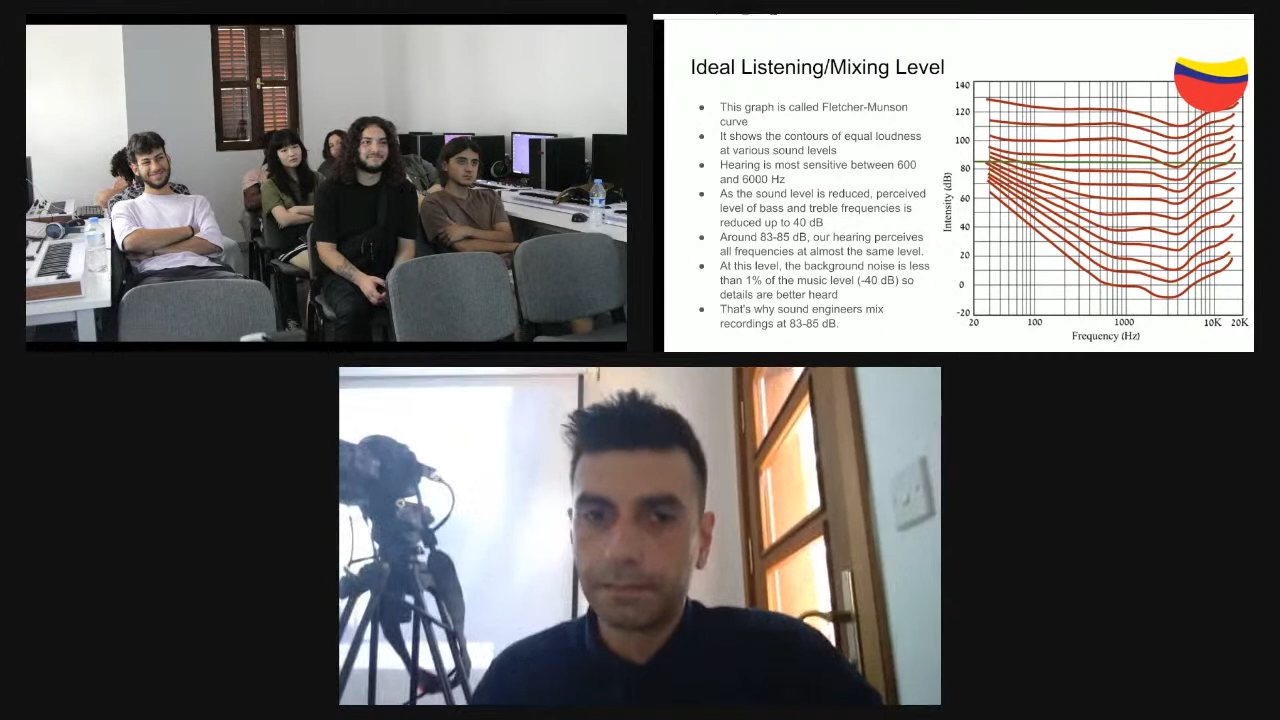 Ideal Listening/Mixing Level
This graph is called Fletcher-Munson
curve
It shows the contours of equal loudness
at various sound levels
Hearing is most sensitive between 600
and 6000 Hz
As the sound level is reduced, perceived
level of bass and treble frequencies is
reduced up to 40 dB
Around 83-85 dB, our hearing perceives
all frequencies at almost the same level.
At this level, the background noise is less
than 1% of the music level (-40 dB) so
details are better heard
That's why sound engineers mix
recordings at 83-85 dB.
Intensity (dB)
140
120
100
80
60
40
20
0
-20
20 100 1000 10K 20K
Frequency (Hz)